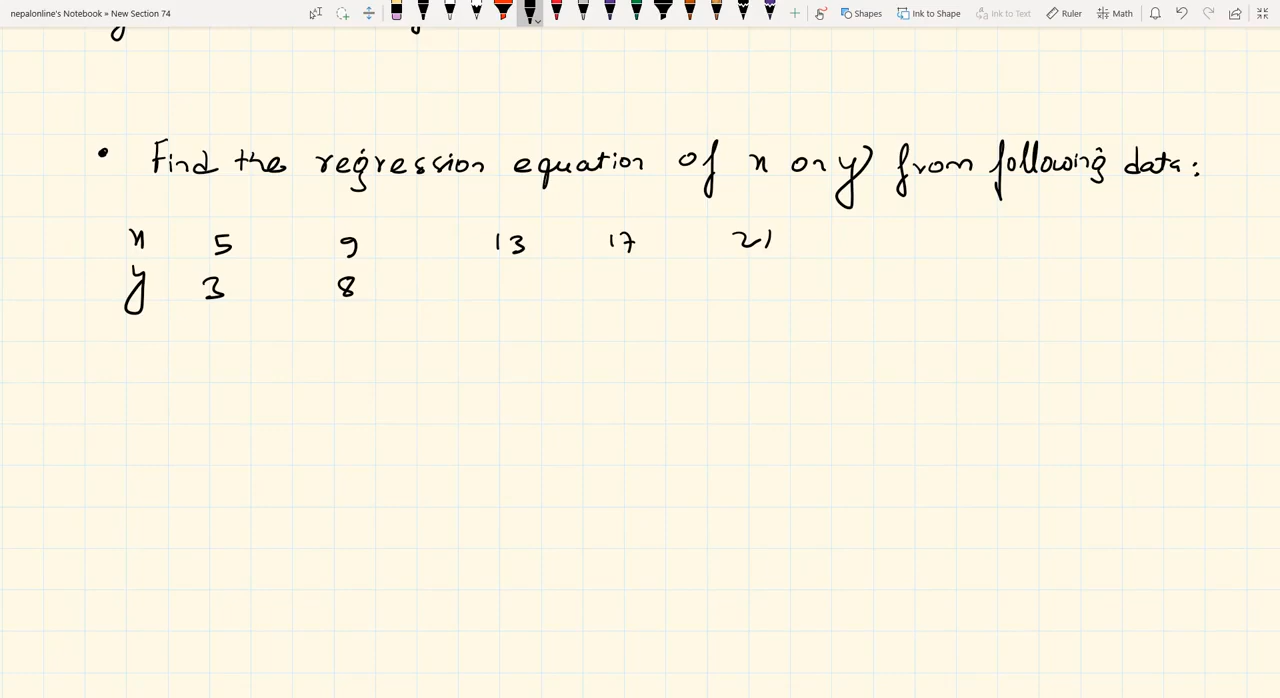 nepalonline's Notebook » New Section 74
Shapes Ink to Shape Ink to Text Ruler Math
• Find the regression equation of x on y from following data:
x 5 9 13 17 21
y 3 8